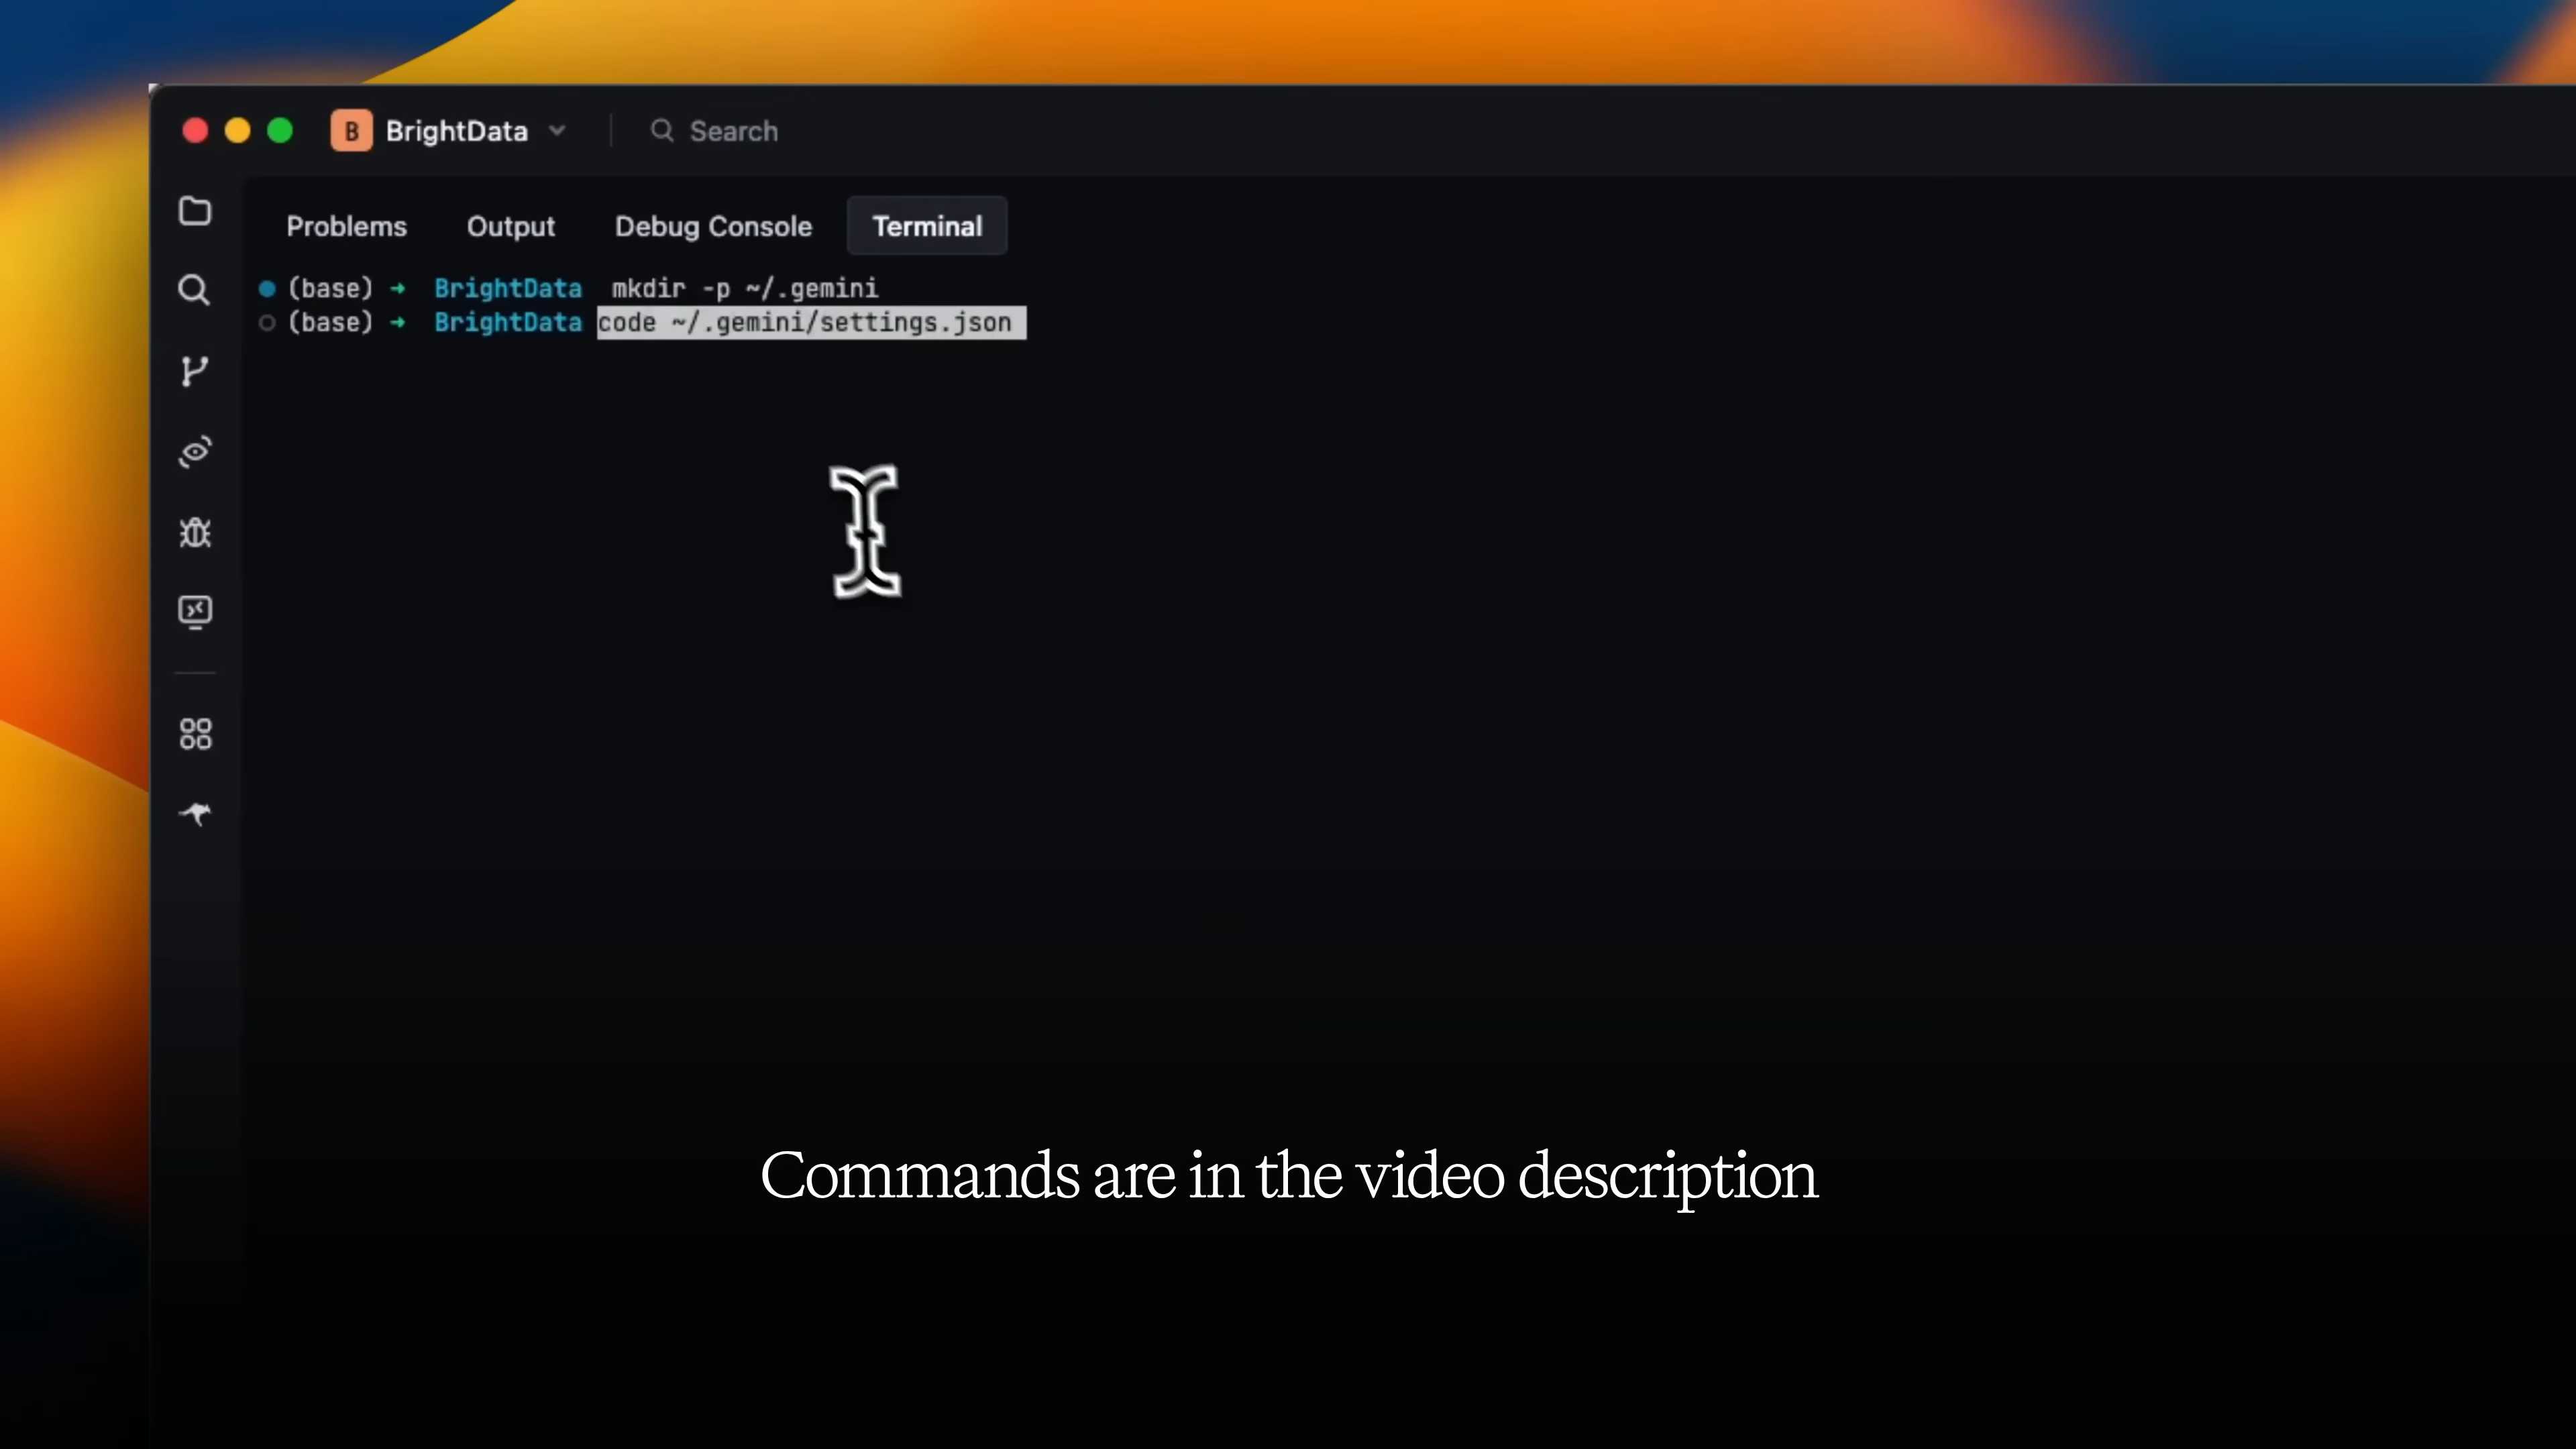 B BrightData Search
Problems Output Debug Console Terminal
(base) ➜ BrightData mkdir -p ~/.gemini
(base) ➜ BrightData code ~/.gemini/settings.json
Commands are in the video description